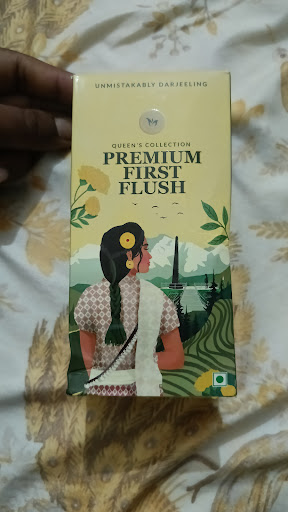 UNMISTAKABLY DARJEELING
QUEEN'S COLLECTION
PREMIUM
FIRST
FLUSH